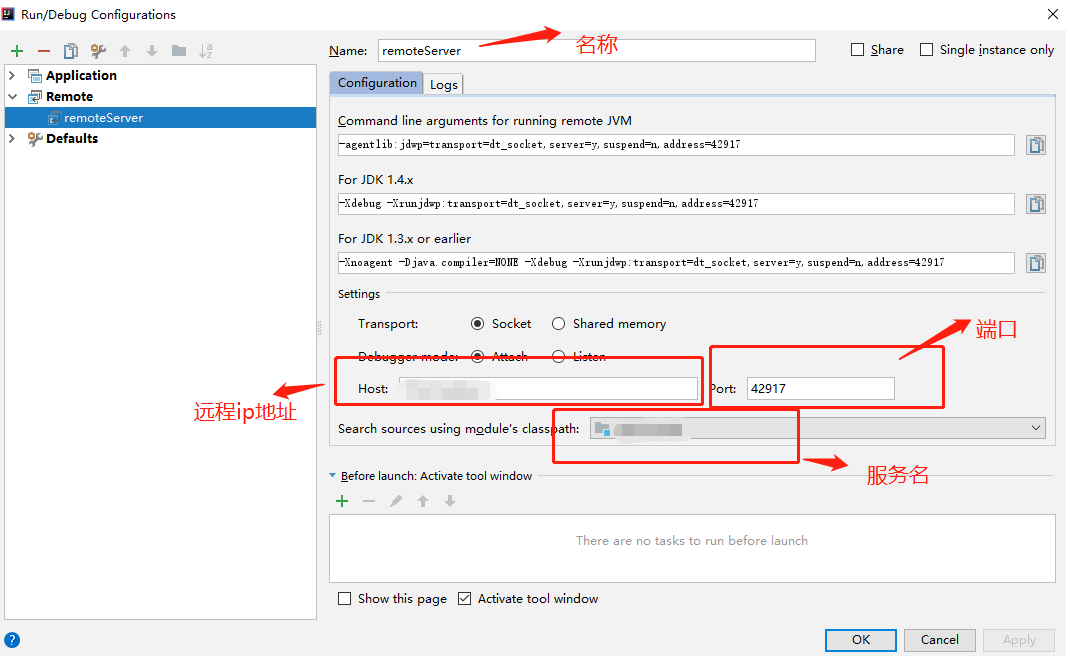 Run/Debug Configurations
Name: remoteServer
名称
Share
Single instance only
Application
Remote
remoteServer
Defaults
Configuration
Logs
Command line arguments for running remote JVM
-agentlib:jdwp=transport=dt_socket,server=y,suspend=n,address=42917
For JDK 1.4.x
-Xdebug -Xrunjdwp:transport=dt_socket,server=y,suspend=n,address=42917
For JDK 1.3.x or earlier
-Xnoagent -Djava.compiler=NONE -Xdebug -Xrunjdwp:transport=dt_socket,server=y,suspend=n,address=42917
Settings
Transport: Socket Shared memory
端口
Debugger mode: Attach Listen
Host:
Port: 42917
远程ip地址
Search sources using module's classpath:
服务名
Before launch: Activate tool window
There are no tasks to run before launch
Show this page Activate tool window
OK Cancel Apply